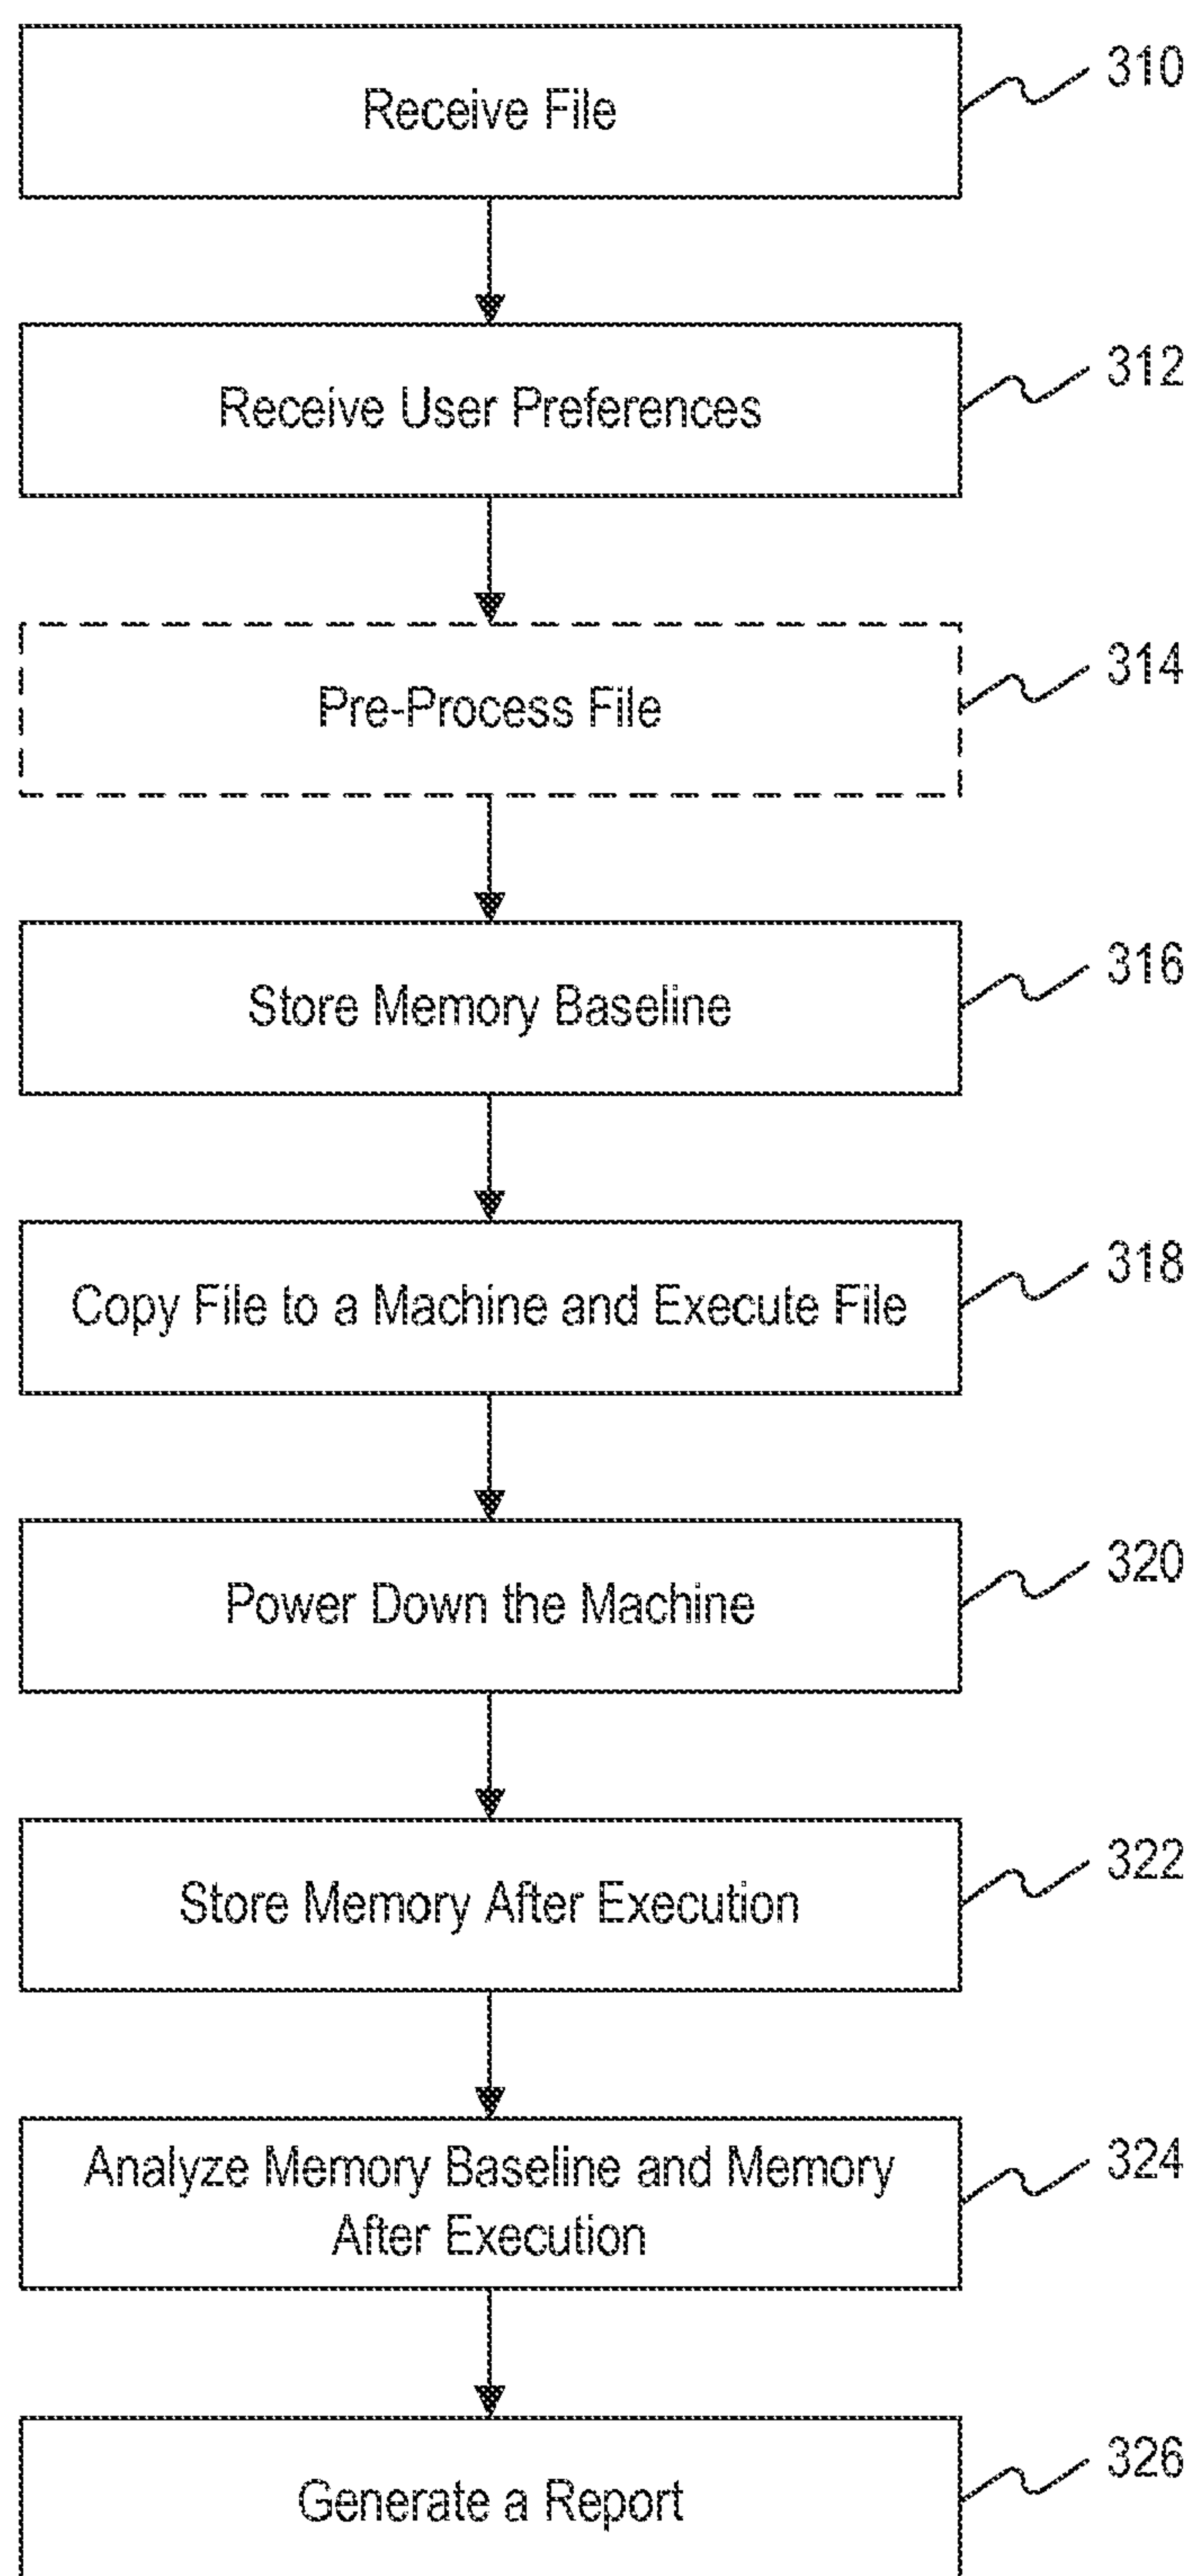 Receive File
310
Receive User Preferences
312
Pre-Process File
314
Store Memory Baseline
316
Copy File to a Machine and Execute File
318
Power Down the Machine
320
Store Memory After Execution
322
Analyze Memory Baseline and Memory
After Execution
324
Generate a Report
326